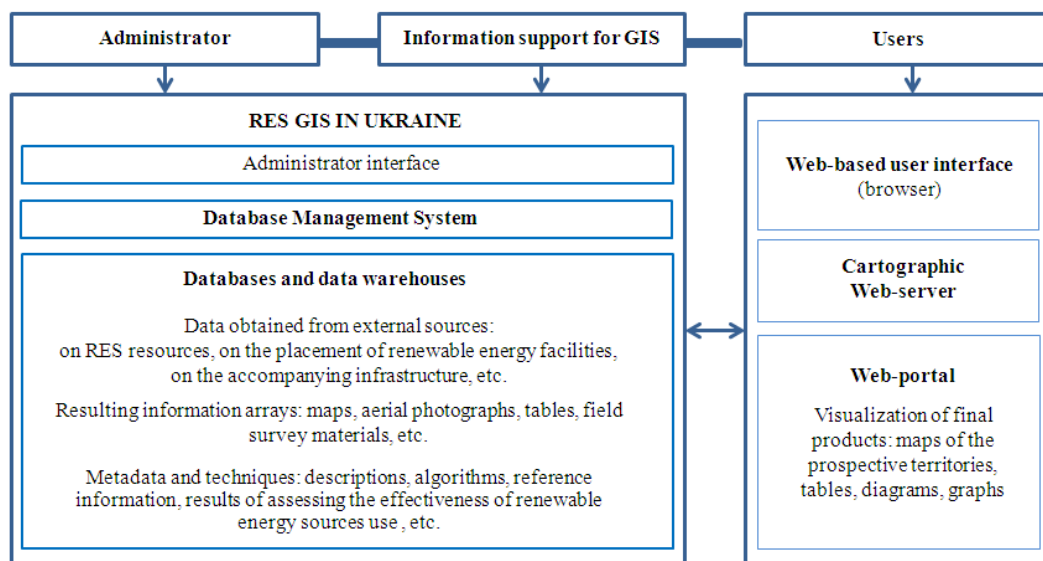 Administrator
Information support for GIS
Users
RES GIS IN UKRAINE
Administrator interface
Database Management System
Databases and data warehouses
Data obtained from external sources:
on RES resources, on the placement of renewable energy facilities,
on the accompanying infrastructure, etc.
Resulting information arrays: maps, aerial photographs, tables, field
survey materials, etc.
Metadata and techniques: descriptions, algorithms, reference
information, results of assessing the effectiveness of renewable
energy sources use , etc.
Web-based user interface
(browser)
Cartographic
Web-server
Web-portal
Visualization of final
products: maps of the
prospective territories,
tables, diagrams, graphs